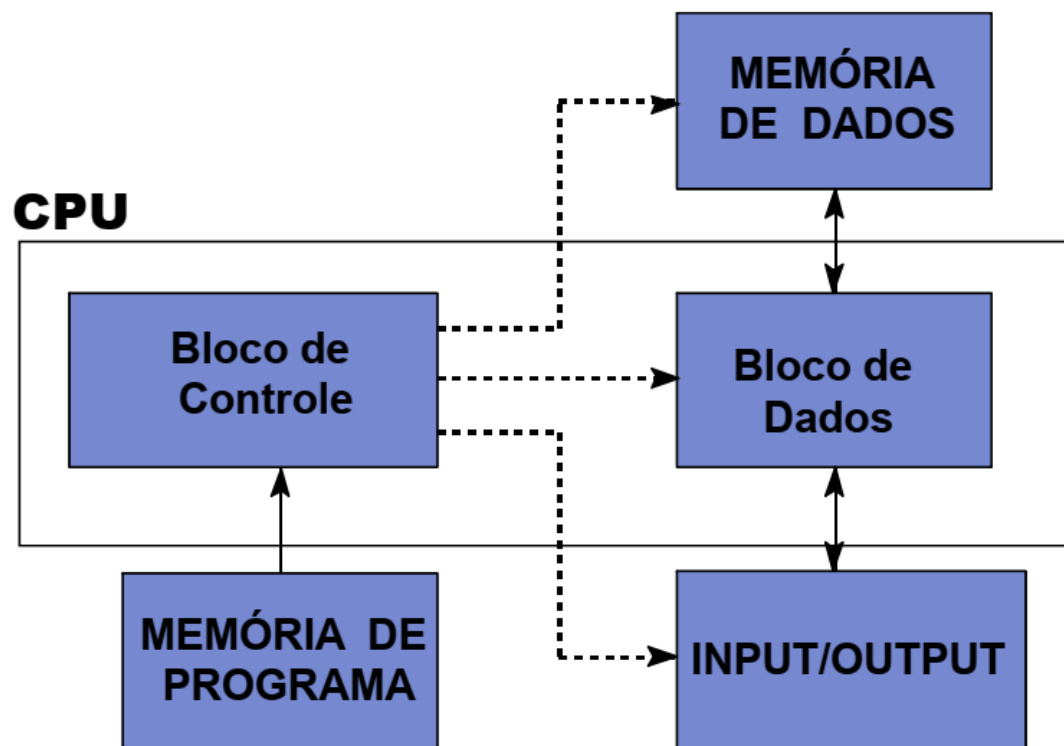 MEMÓRIA
DE DADOS
CPU
Bloco de
Controle
Bloco de
Dados
MEMÓRIA DE
PROGRAMA
INPUT/OUTPUT